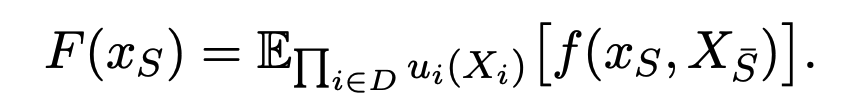 $F(x_S) = \mathbb{E}_{\prod_{i \in D} u_i(X_i)} \big[ f(x_S, X_{\bar{S}}) \big].$